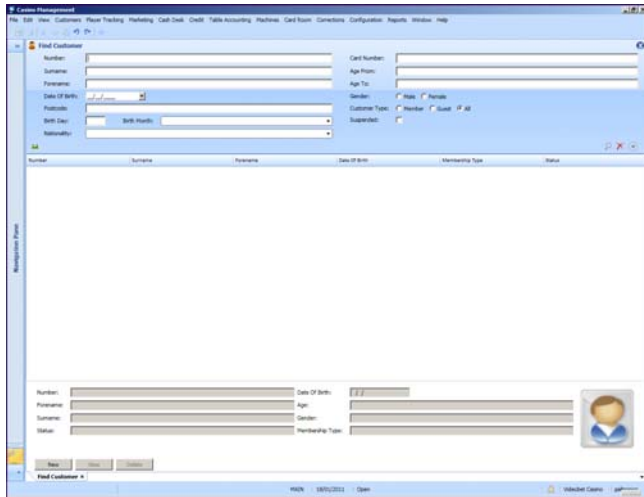 Casino Management
File Edit View Customers Player Tracking Marketing Cash Desk Credit Table Accounting Machines Card Room Corrections Configuration Reports Window Help
Find Customer
Number: Card Number:
Surname: Age From:
Forename: Age To:
Date Of Birth: __/__/____ Gender: Male Female
Postcode: Customer Type: Member Guest All
Birth Day: Birth Month: Suspended:
Nationality:
Number Surname Forename Date Of Birth Membership Type Status
Navigation Pane
Number: Date Of Birth: / /
Forename: Age:
Surname: Gender:
Status: Membership Type:
New View Delete
Find Customer
MAIN 18/01/2011 Open Videobet Casino